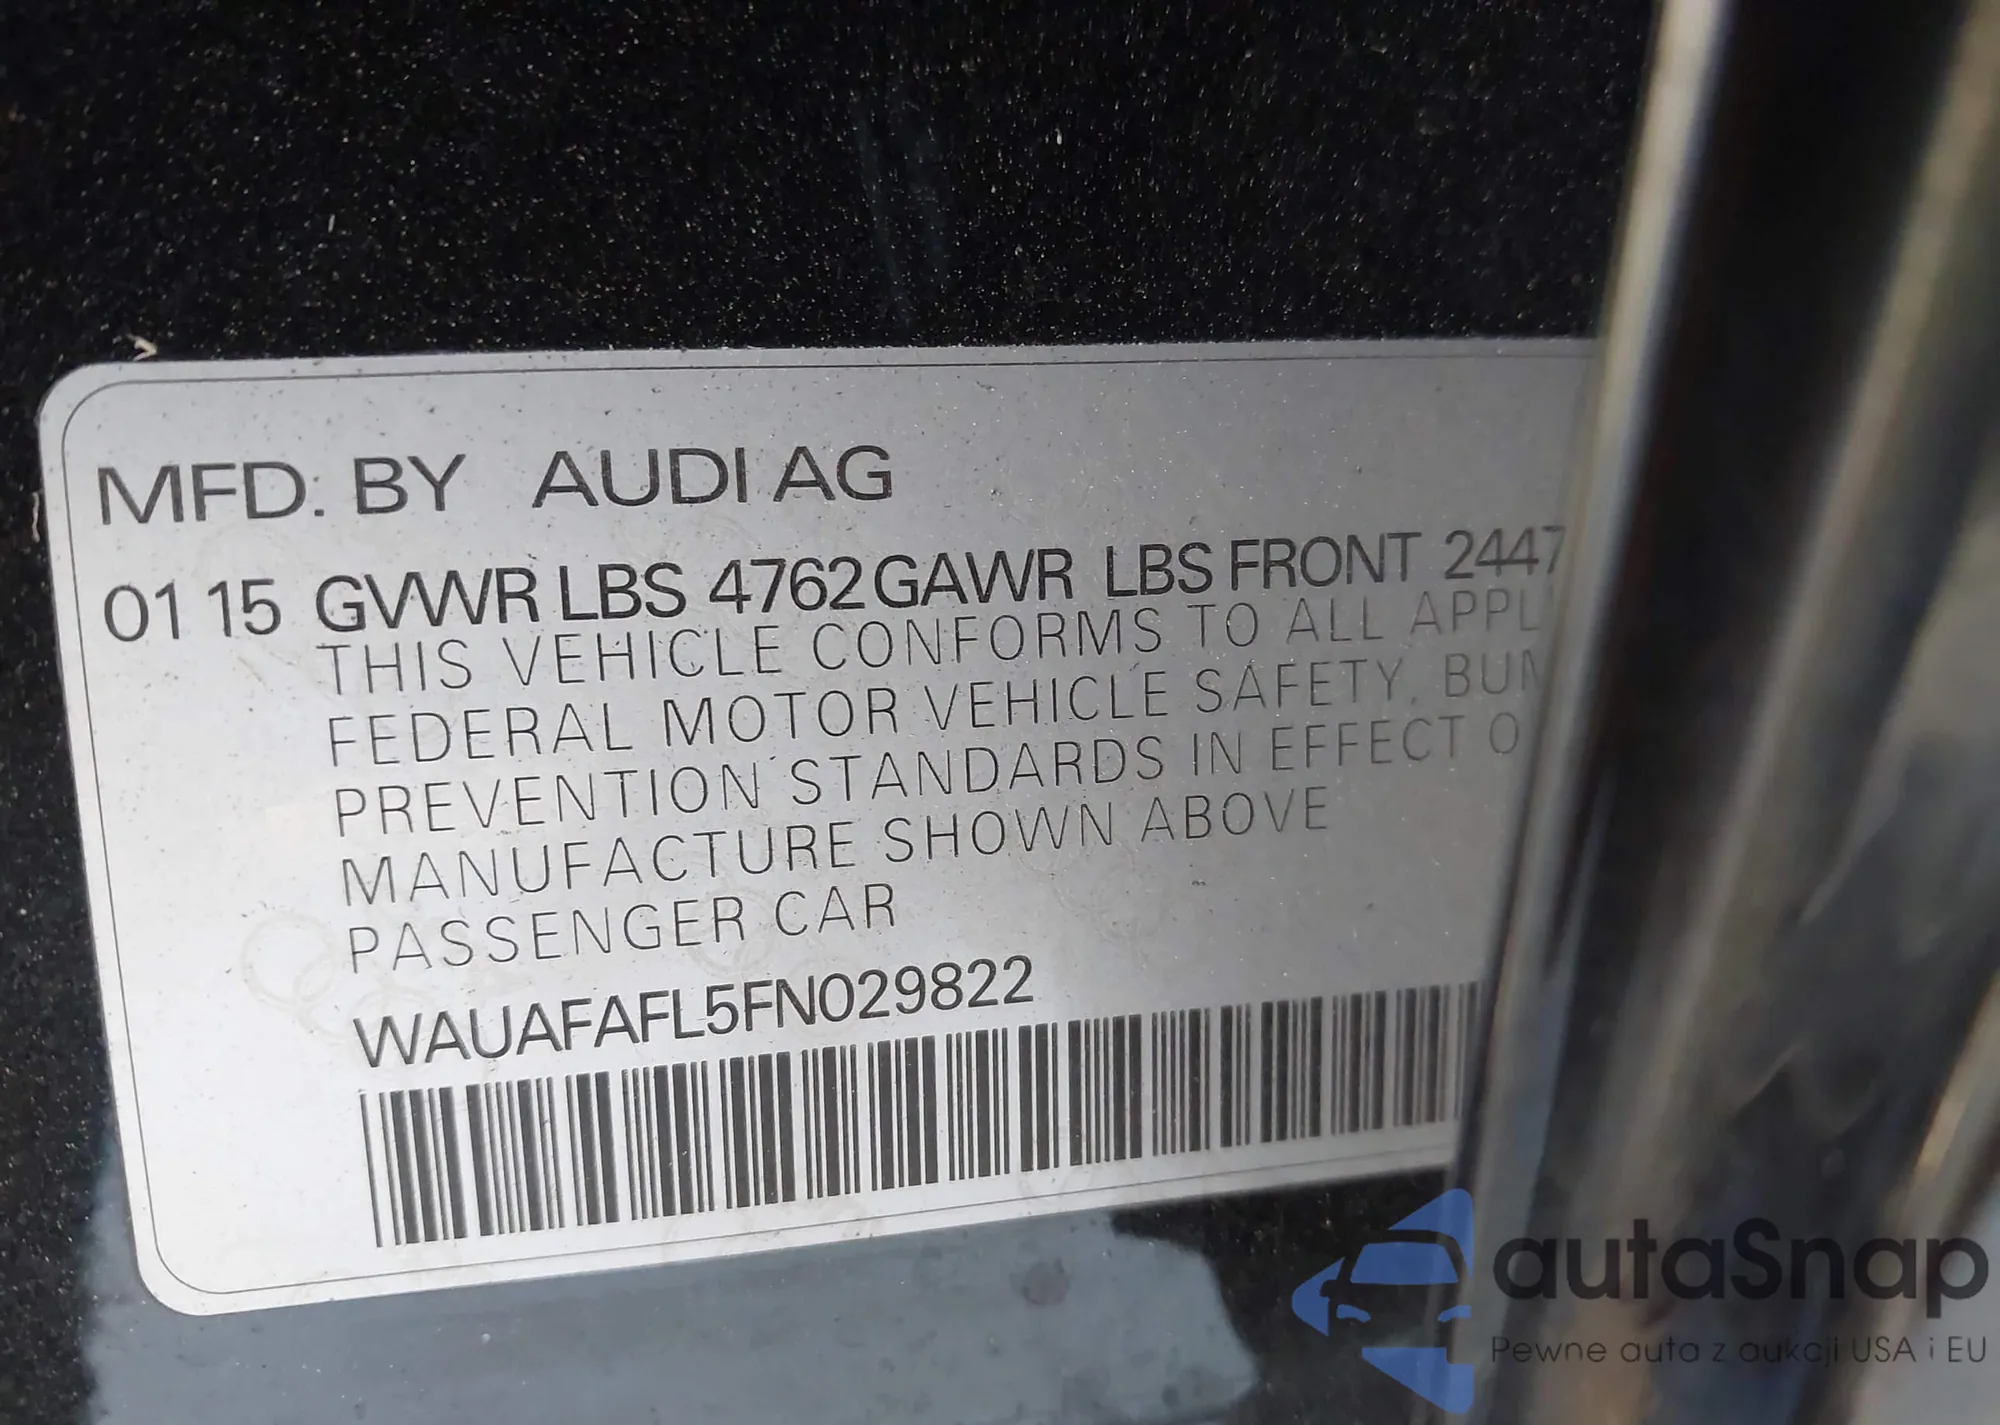 MFD. BY AUDI AG
01 15 GVWR LBS 4762 GAWR LBS FRONT 2447
THIS VEHICLE CONFORMS TO ALL APPL
FEDERAL MOTOR VEHICLE SAFETY, BUM
PREVENTION STANDARDS IN EFFECT O
MANUFACTURE SHOWN ABOVE
PASSENGER CAR
WAUAFAFL5FN029822
autaSnap
Pewne auta z aukcji USA i EU